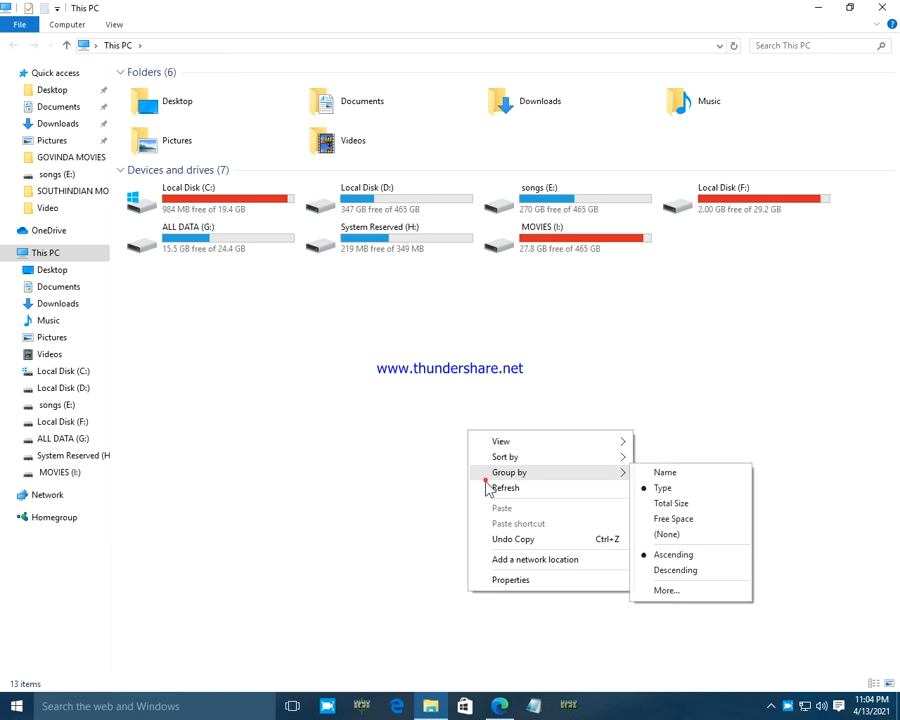 This PC
File Computer View
This PC
Search This PC
Quick access
Desktop
Documents
Downloads
Pictures
GOVINDA MOVIES
songs (E:)
SOUTHINDIAN MO
Video
OneDrive
This PC
Desktop
Documents
Downloads
Music
Pictures
Videos
Local Disk (C:)
Local Disk (D:)
songs (E:)
Local Disk (F:)
ALL DATA (G:)
System Reserved (H
MOVIES (I:)
Network
Homegroup
Folders (6)
Desktop Documents Downloads Music
Pictures Videos
Devices and drives (7)
Local Disk (C:) Local Disk (D:) songs (E:) Local Disk (F:)
984 MB free of 19.4 GB 347 GB free of 465 GB 270 GB free of 465 GB 2.00 GB free of 29.2 GB
ALL DATA (G:) System Reserved (H:) MOVIES (I:)
15.5 GB free of 24.4 GB 219 MB free of 349 MB 27.8 GB free of 465 GB
www.thundershare.net
View
Sort by
Group by
Refresh
Paste
Paste shortcut
Undo Copy Ctrl+Z
Add a network location
Properties
Name
Type
Total Size
Free Space
(None)
Ascending
Descending
More...
13 items
Search the web and Windows
11:04 PM
4/13/2021